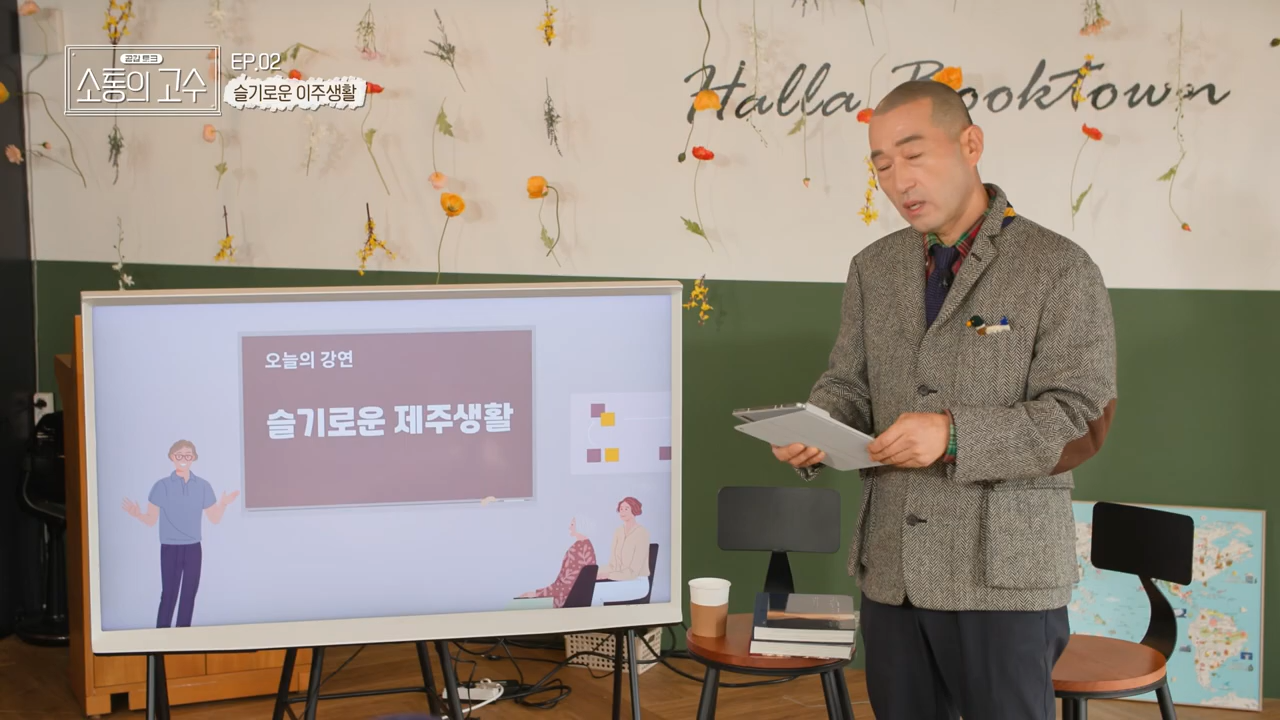 공감 토크
소통의 고수
EP.02
슬기로운 이주생활
Halla Booktown
오늘의 강연
슬기로운 제주생활